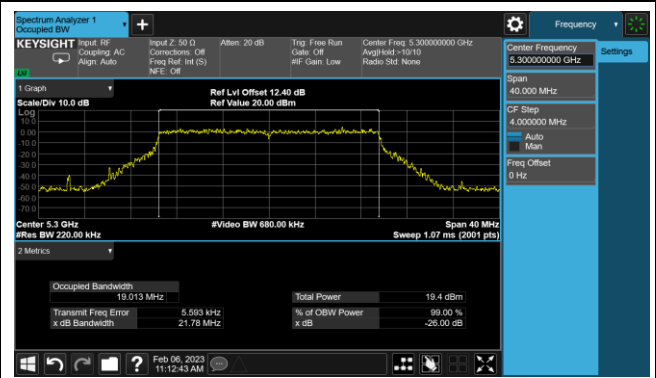 Spectrum Analyzer 1
Occupied BW
+
Frequency
KEYSIGHT
Input: RF
Coupling: AC
Align: Auto
Input Z: 50 Ω
Corrections: Off
Freq Ref: Int (S)
NFE: Off
Atten: 20 dB
Trig: Free Run
Gate: Off
#IF Gain: Low
Center Freq: 5.300000000 GHz
Avg|Hold:>10/10
Radio Std: None
LXI
Center Frequency
5.300000000 GHz
Settings
Span
40.000 MHz
CF Step
4.000000 MHz
Auto
Man
Freq Offset
0 Hz
1 Graph
Scale/Div 10.0 dB
Ref Lvl Offset 12.40 dB
Ref Value 20.00 dBm
Log
10.0
0.00
-10.0
-20.0
-30.0
-40.0
-50.0
-60.0
-70.0
Center 5.3 GHz
#Res BW 220.00 kHz
#Video BW 680.00 kHz
Span 40 MHz
Sweep 1.07 ms (2001 pts)
2 Metrics
Occupied Bandwidth
19.013 MHz
Total Power 19.4 dBm
Transmit Freq Error 5.593 kHz
% of OBW Power 99.00 %
x dB Bandwidth 21.78 MHz
x dB -26.00 dB
?
Feb 06, 2023
11:12:43 AM